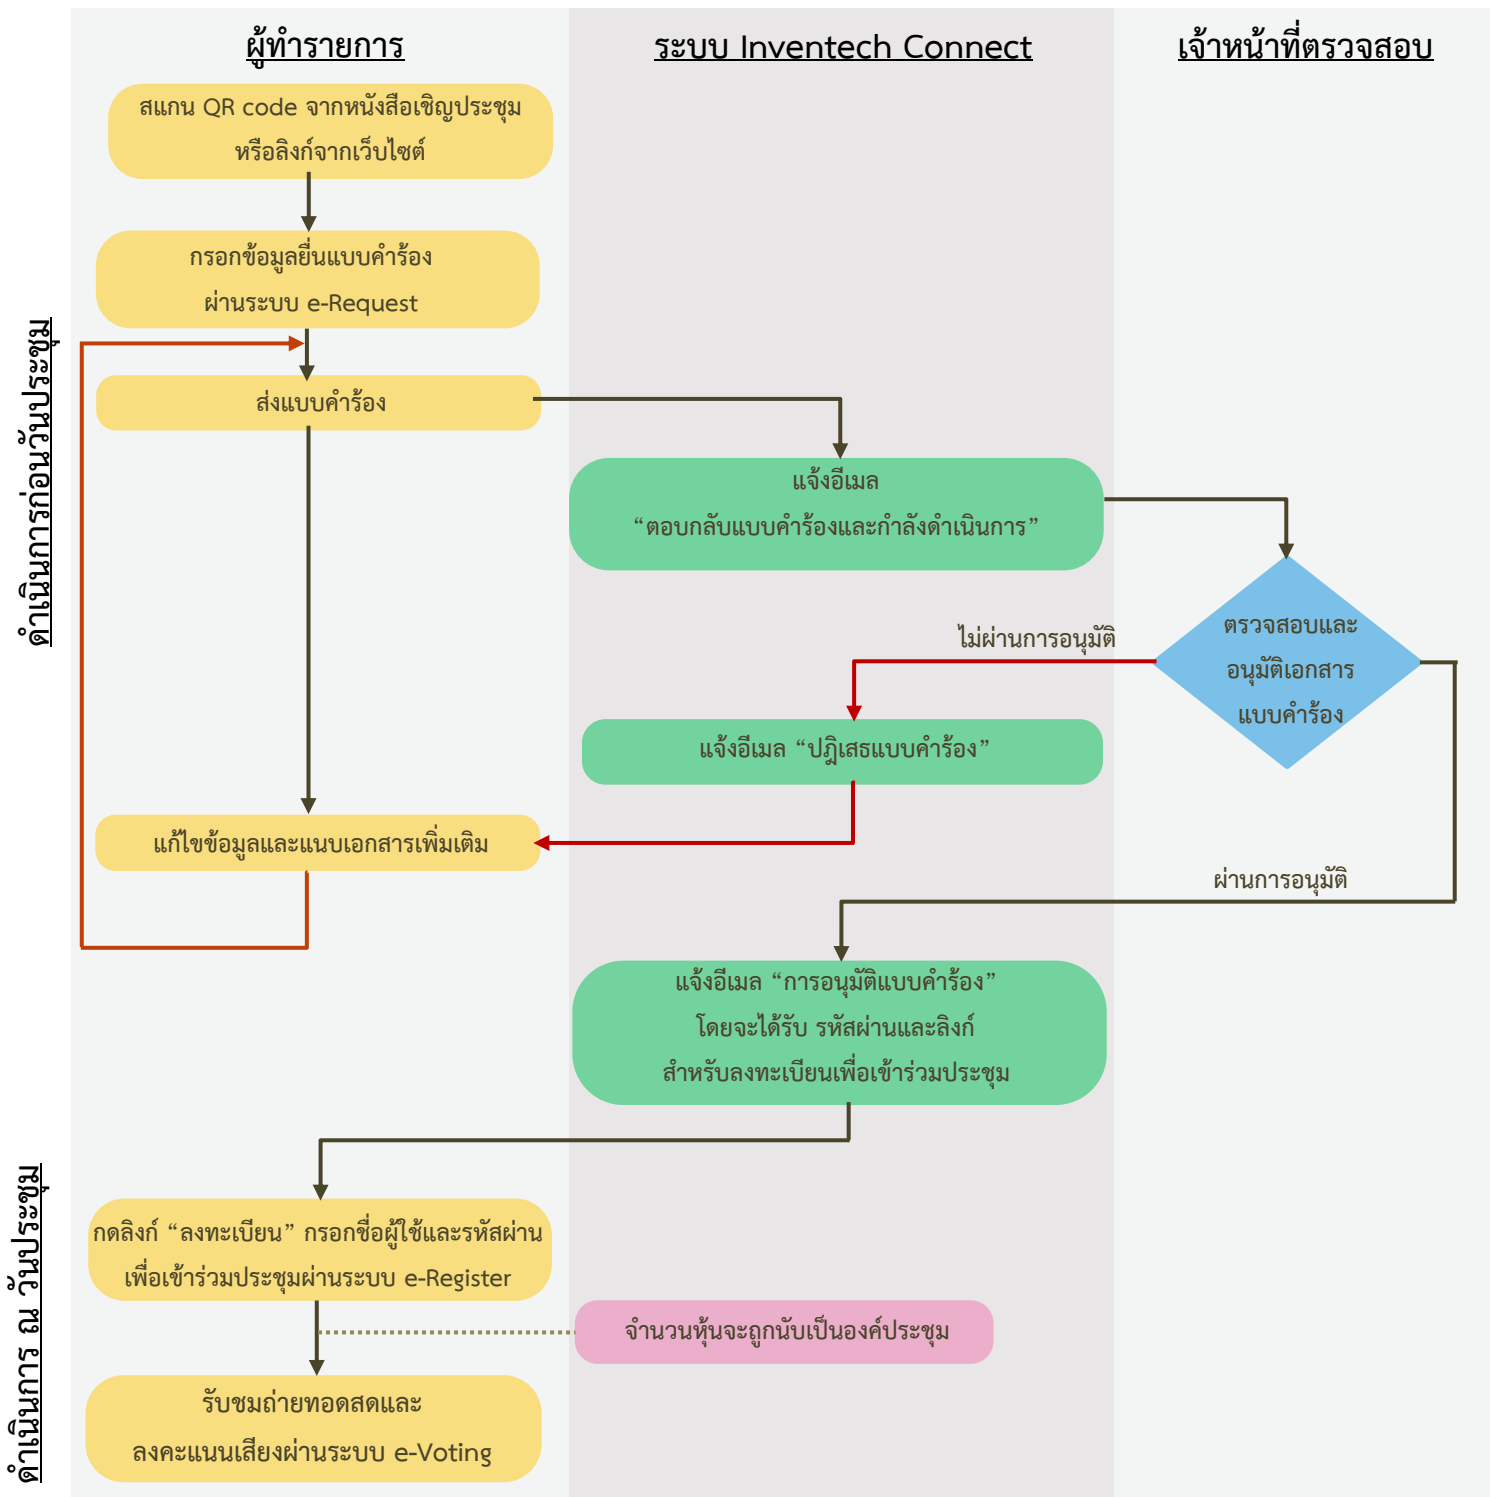 ผู้ทำรายการ
ระบบ Inventech Connect
เจ้าหน้าที่ตรวจสอบ
ดำเนินการก่อนวันประชุม
สแกน QR code จากหนังสือเชิญประชุม
หรือลิงก์จากเว็บไซต์
กรอกข้อมูลยื่นแบบคำร้อง
ผ่านระบบ e-Request
ส่งแบบคำร้อง
แจ้งอีเมล
“ตอบกลับแบบคำร้องและกำลังดำเนินการ”
ตรวจสอบและ
อนุมัติเอกสาร
แบบคำร้อง
ไม่ผ่านการอนุมัติ
แจ้งอีเมล “ปฎิเสธแบบคำร้อง”
แก้ไขข้อมูลและแนบเอกสารเพิ่มเติม
ผ่านการอนุมัติ
แจ้งอีเมล “การอนุมัติแบบคำร้อง”
โดยจะได้รับ รหัสผ่านและลิงก์
สำหรับลงทะเบียนเพื่อเข้าร่วมประชุม
ดำเนินการ ณ วันประชุม
กดลิงก์ “ลงทะเบียน” กรอกชื่อผู้ใช้และรหัสผ่าน
เพื่อเข้าร่วมประชุมผ่านระบบ e-Register
จำนวนหุ้นจะถูกนับเป็นองค์ประชุม
รับชมถ่ายทอดสดและ
ลงคะแนนเสียงผ่านระบบ e-Voting